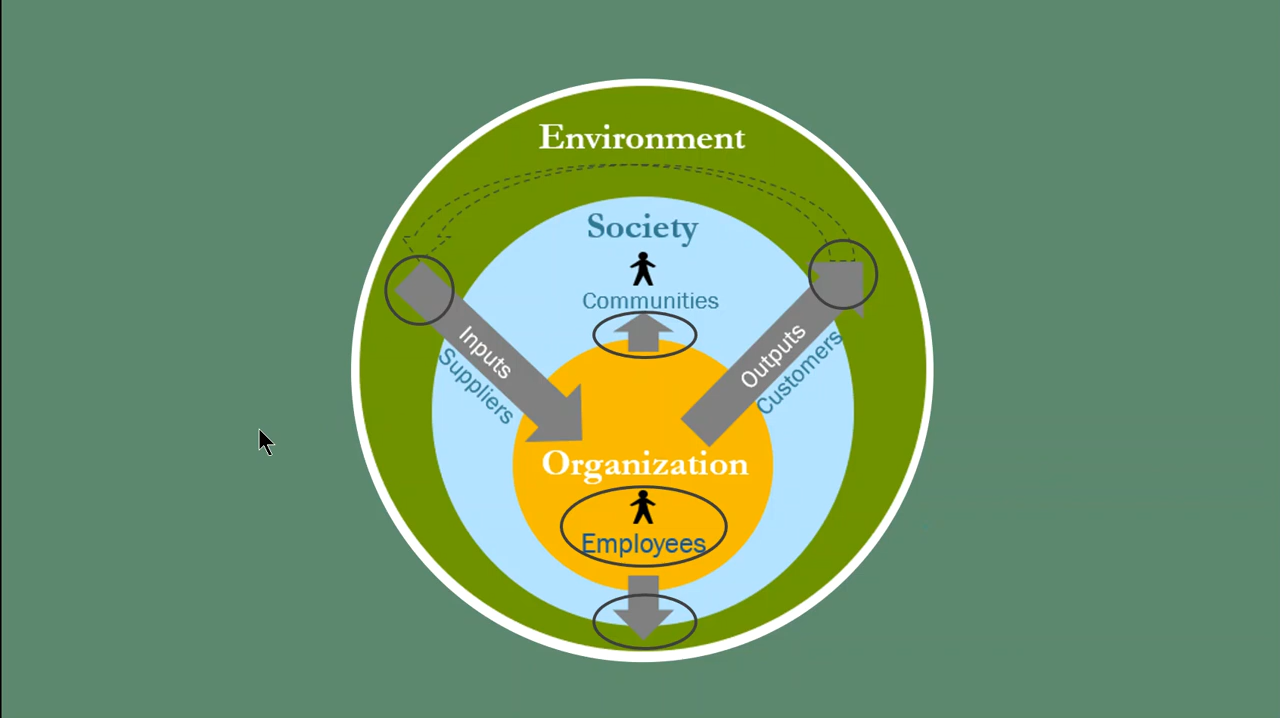 Environment
Society
Communities
Inputs
Suppliers
Outputs
Customers
Organization
Employees